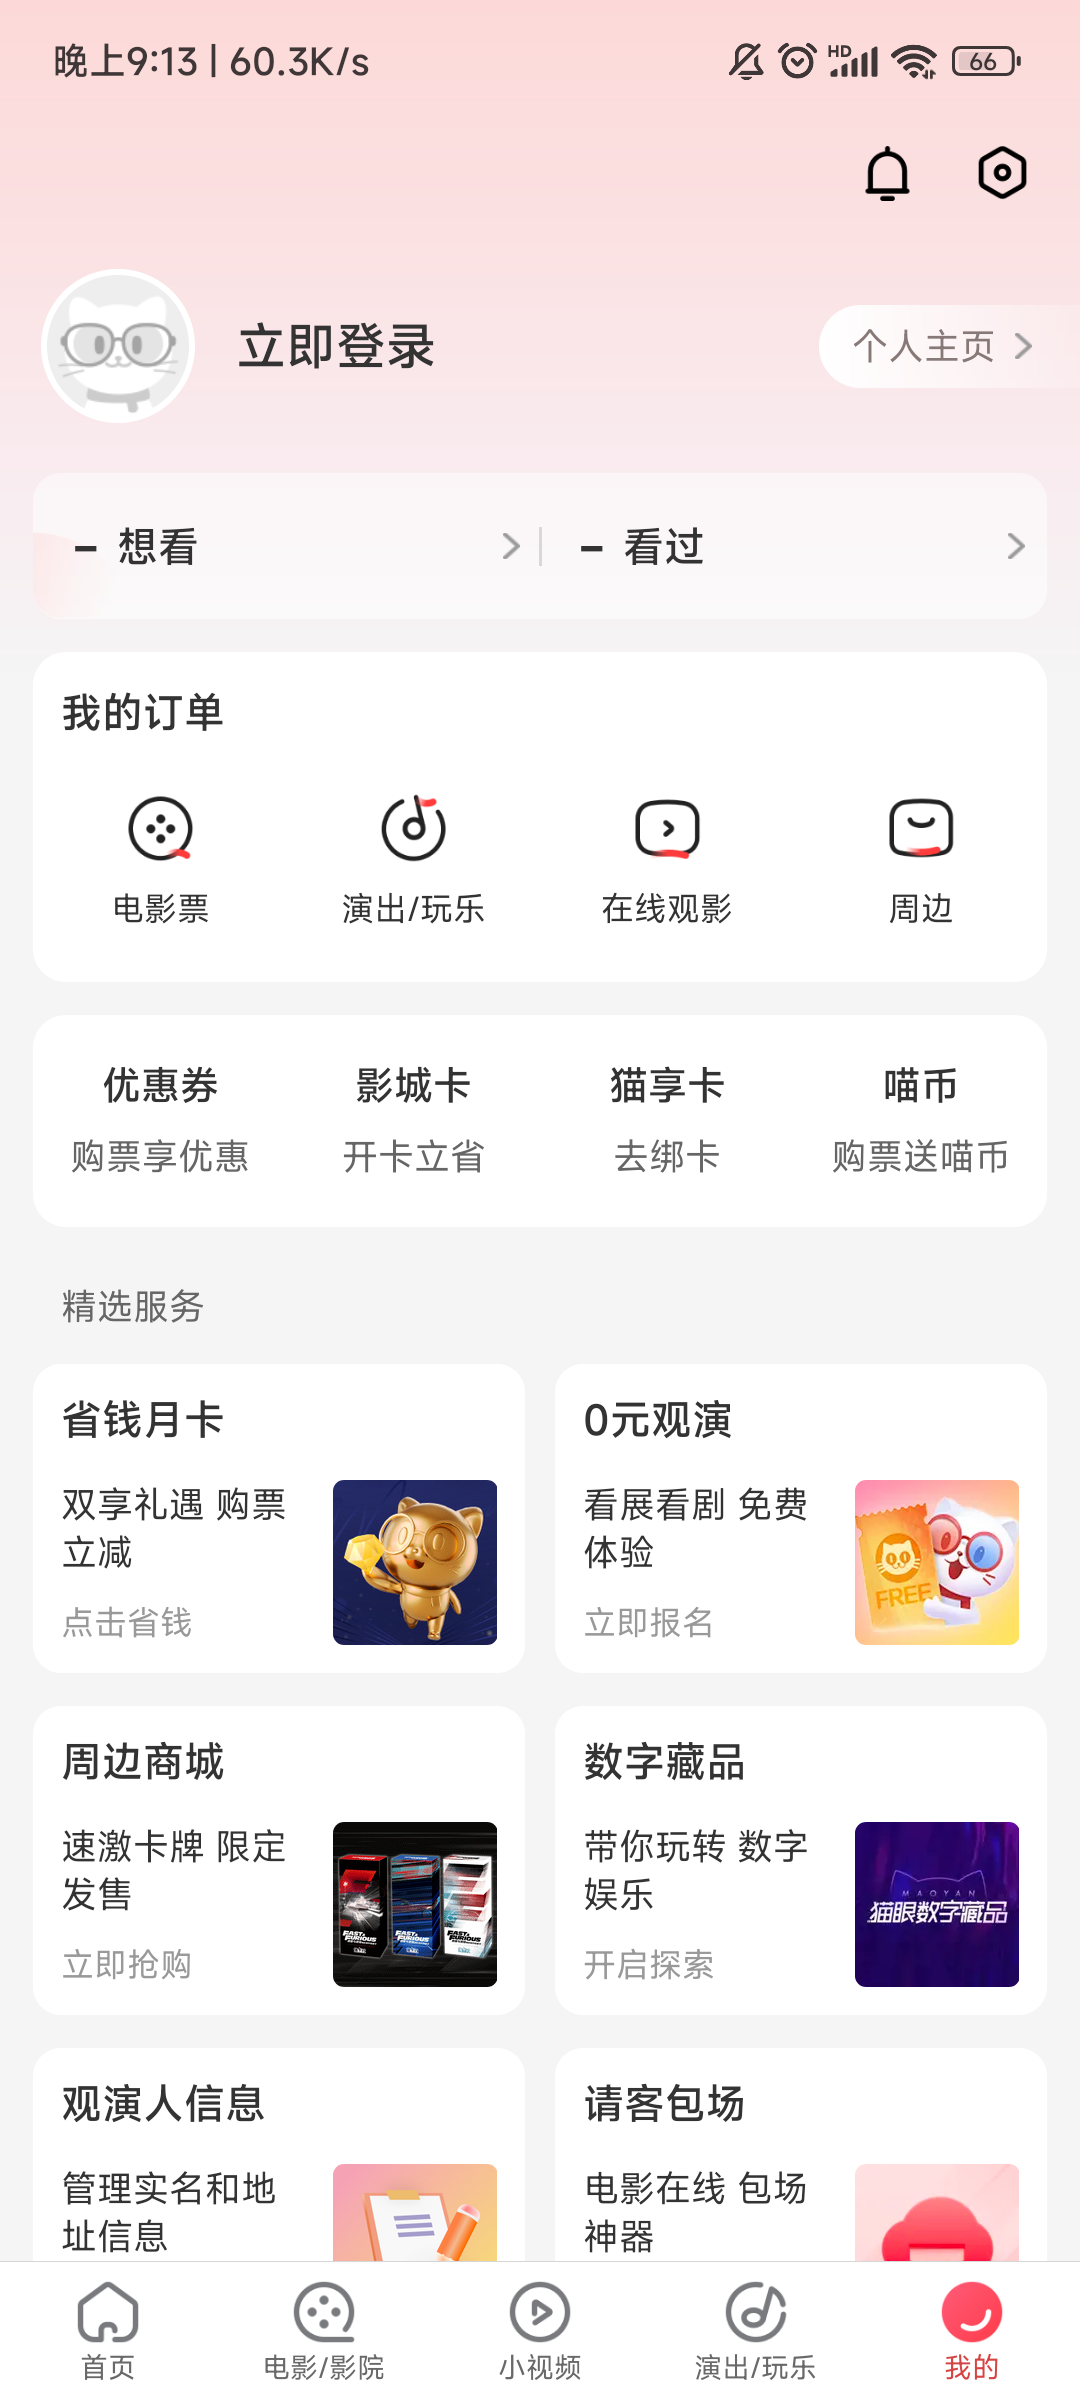 晚上9:13 | 60.3K/s
HD
66
立即登录
个人主页
- 想看
- 看过
我的订单
电影票
演出/玩乐
在线观影
周边
优惠券
影城卡
猫享卡
喵币
购票享优惠
开卡立省
去绑卡
购票送喵币
精选服务
省钱月卡
双享礼遇 购票
立减
点击省钱
0元观演
看展看剧 免费
体验
立即报名
FREE
周边商城
速激卡牌 限定
发售
立即抢购
FAST & FURIOUS
FAST & FURIOUS
FAST & FURIOUS
数字藏品
带你玩转 数字
娱乐
开启探索
MAOYAN
猫眼数字藏品
观演人信息
管理实名和地
址信息
请客包场
电影在线 包场
神器
首页
电影/影院
小视频
演出/玩乐
我的